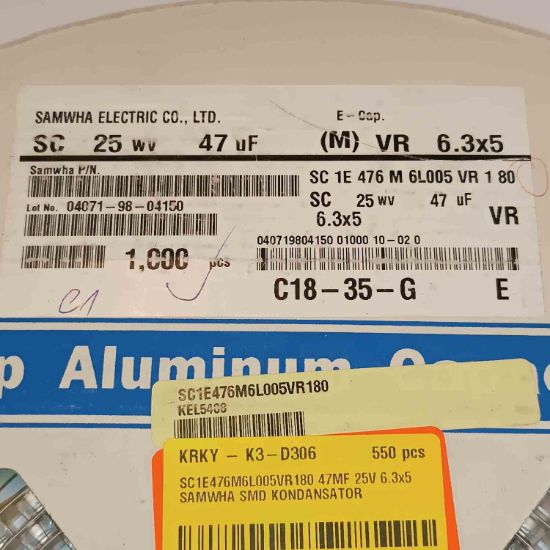 SAMWHA ELECTRIC CO., LTD. E - Cap.
SC 25 WV 47 uF (M) VR 6.3x5
Samwha P/N. SC 1E 476 M 6L005 VR 1 80
SC 25 WV 47 uF
Lot No. 04071-98-04150 6.3x5 VR
040719804150 01000 10-02 0
1,000 pcs
C18-35-G E
C1
p Aluminum
SC1E476M6L005VR180
KEL5408
KRKY - K3-D306 550 pcs
SC1E476M6L005VR180 47MF 25V 6.3x5
SAMWHA SMD KONDANSATOR